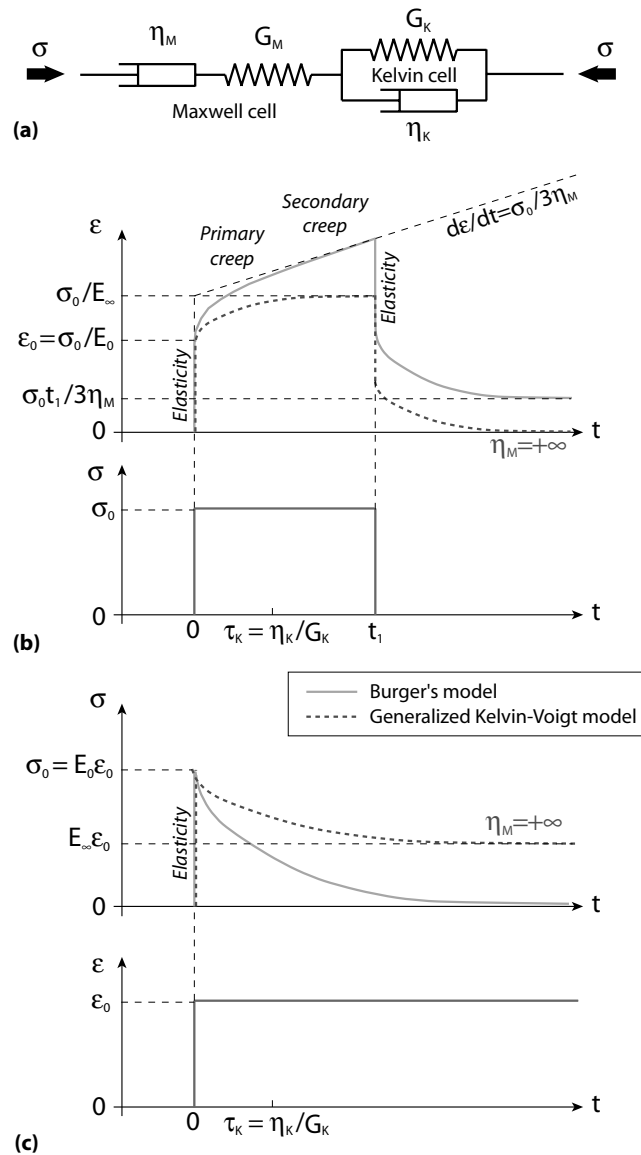 σ
η_M
G_M
G_K
Kelvin cell
η_K
Maxwell cell
σ
(a)
ε
Primary
creep
Secondary
creep
dε/dt=σ₀/3η_M
σ₀/E∞
ε₀=σ₀/E₀
σ₀t₁/3η_M
0
Elasticity
Elasticity
t
η_M=+∞
σ
σ₀
0
t
0
τ_K = η_K/G_K
t₁
(b)
Burger's model
Generalized Kelvin-Voigt model
σ
σ₀= E₀ε₀
E∞ε₀
0
Elasticity
η_M=+∞
t
ε
ε₀
0
t
0
τ_K = η_K/G_K
(c)